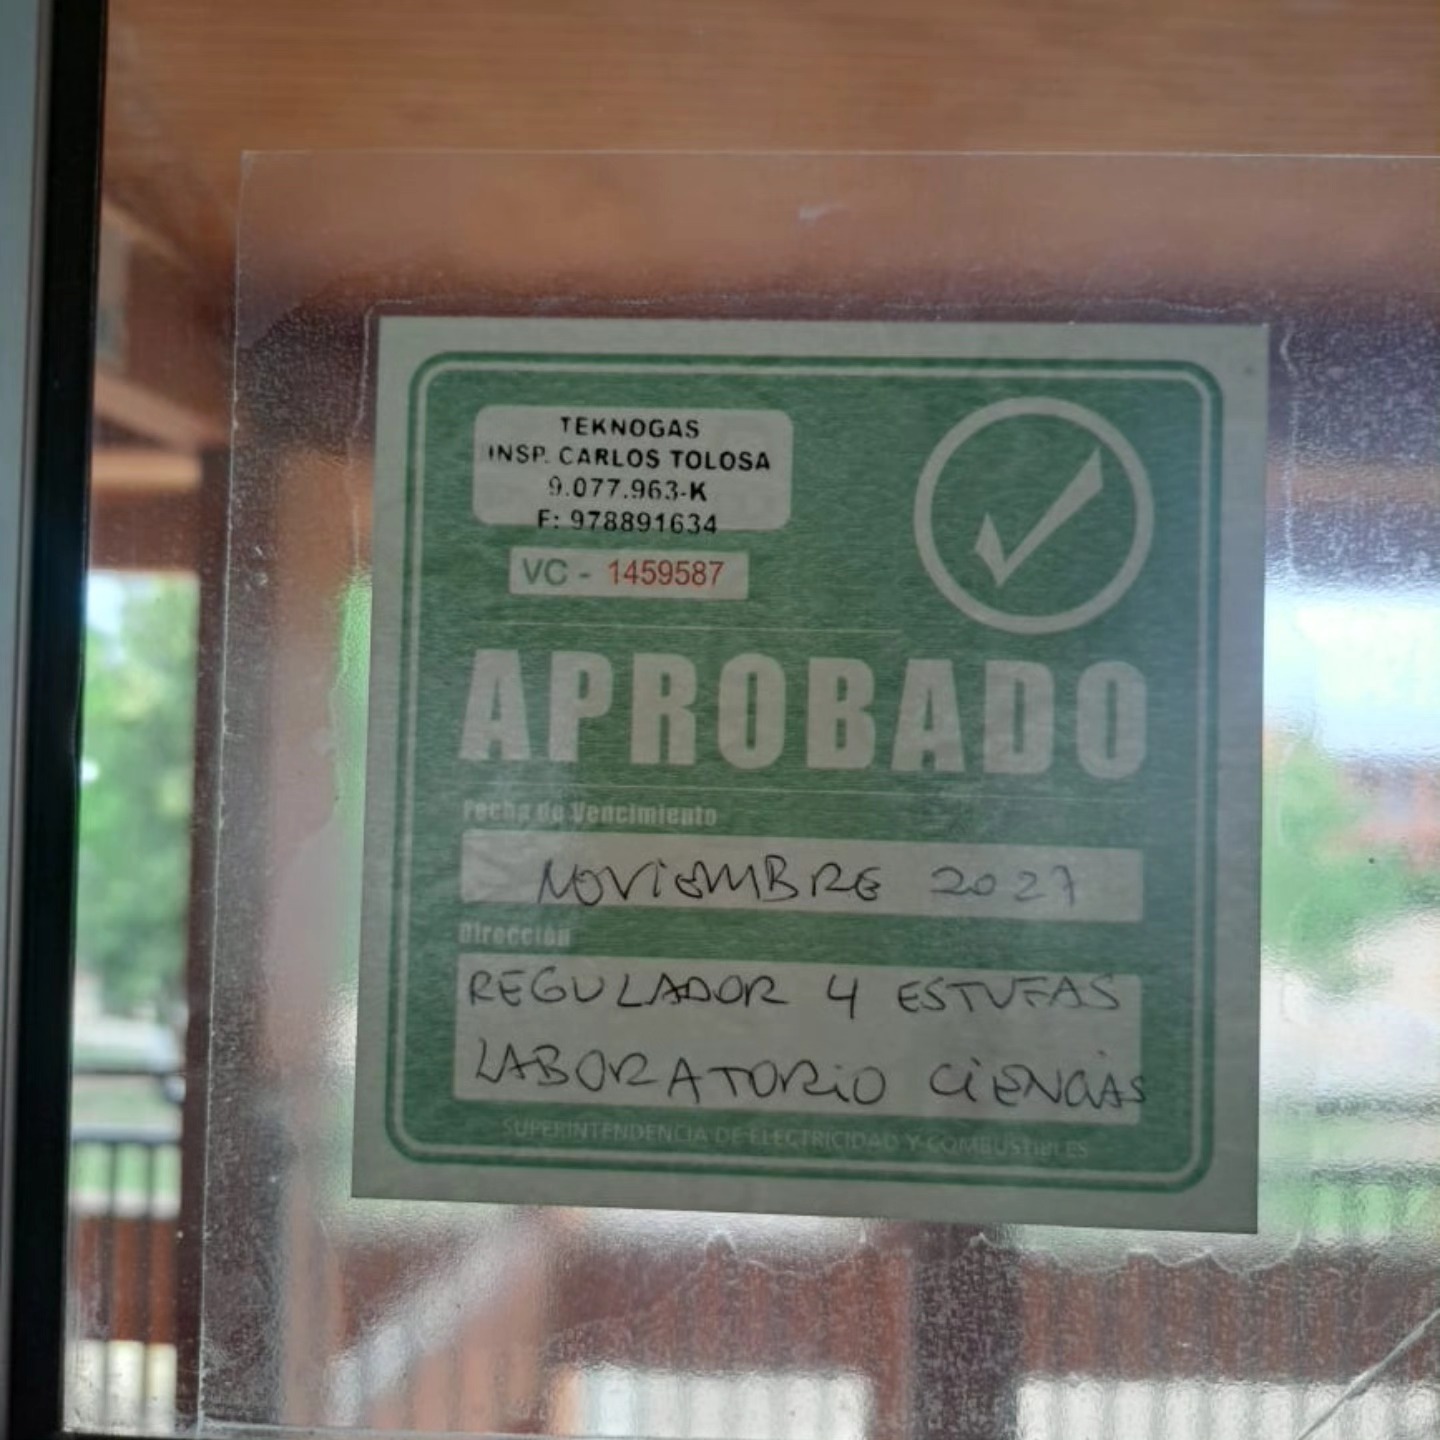 TEKNOGAS
INSP. CARLOS TOLOSA
9.077.963-K
F: 978891634
VC - 1459587
APROBADO
Fecha de Vencimiento
NOViEMBRE 2027
Dirección
REGULADOR 4 ESTUFAS
LABORATORiO CiENCiAS
SUPERINTENDENCIA DE ELECTRICIDAD Y COMBUSTIBLES